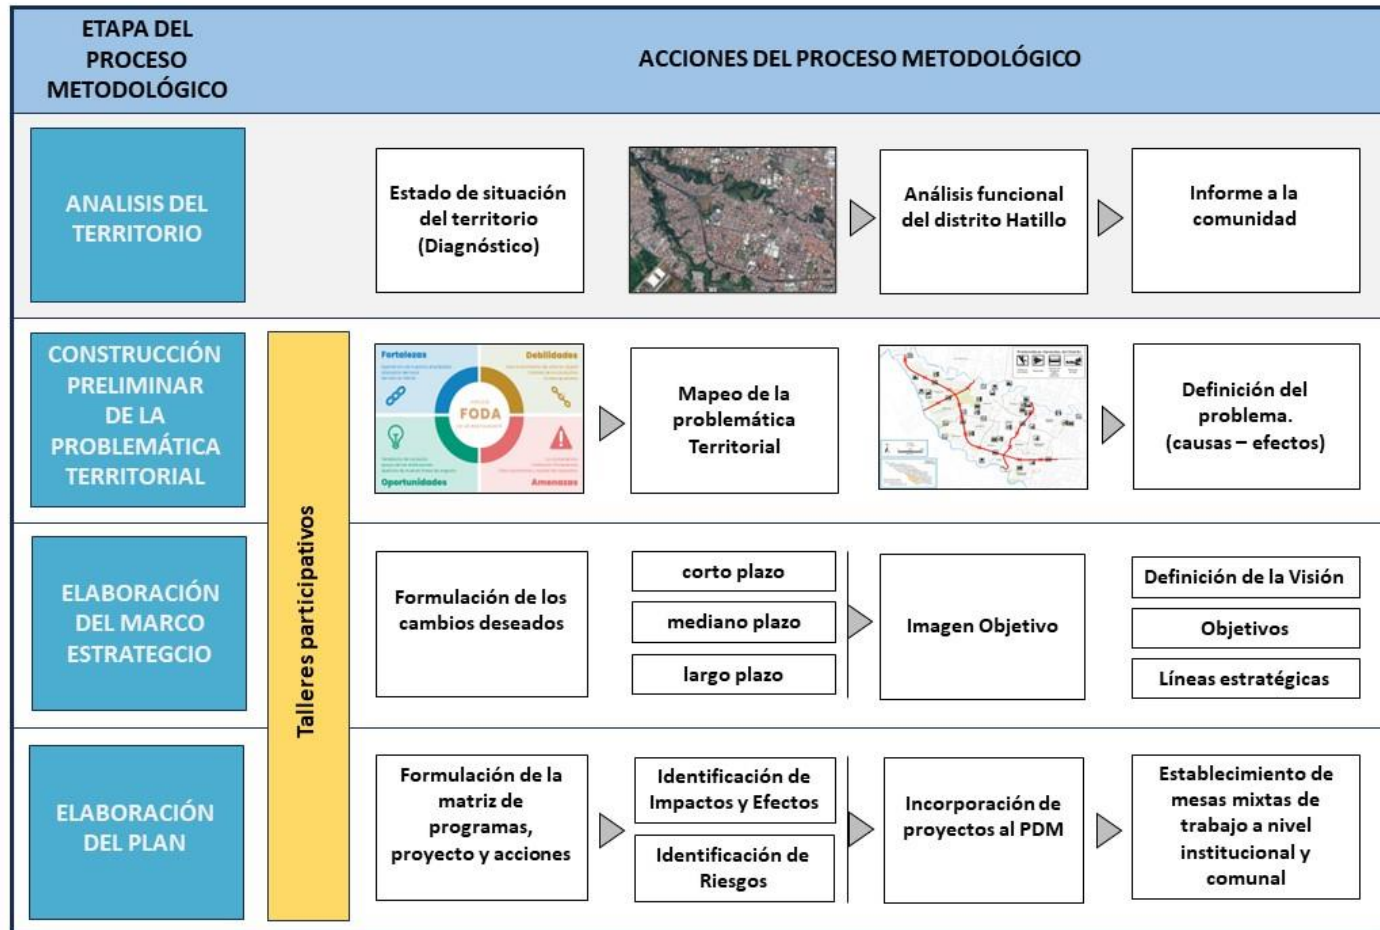 ETAPA DEL
PROCESO
METODOLÓGICO
ACCIONES DEL PROCESO METODOLÓGICO
ANALISIS DEL
TERRITORIO
Estado de situación
del territorio
(Diagnóstico)
Análisis funcional
del distrito Hatillo
Informe a la
comunidad
CONSTRUCCIÓN
PRELIMINAR
DE LA
PROBLEMÁTICA
TERRITORIAL
Talleres participativos
Fortalezas
Debilidades
FODA
Oportunidades
Amenazas
Mapeo de la
problemática
Territorial
Definición del
problema.
(causas – efectos)
ELABORACIÓN
DEL MARCO
ESTRATEGCIO
Formulación de los
cambios deseados
corto plazo
mediano plazo
largo plazo
Imagen Objetivo
Definición de la Visión
Objetivos
Líneas estratégicas
ELABORACIÓN
DEL PLAN
Formulación de la
matriz de
programas,
proyecto y acciones
Identificación de
Impactos y Efectos
Identificación de
Riesgos
Incorporación de
proyectos al PDM
Establecimiento de
mesas mixtas de
trabajo a nivel
institucional y
comunal